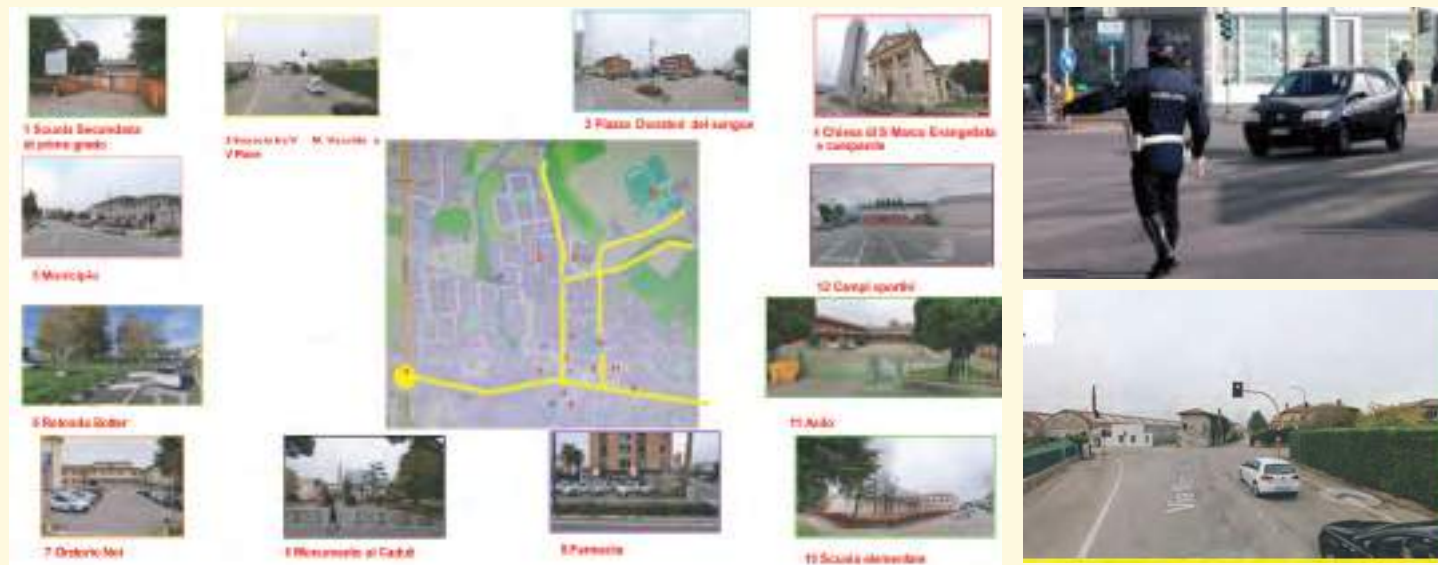 1 Scuola Secondaria
di primo grado
V Piave
3 Piazza Donatori del sangue
4 Chiesa di S Marco Evangelista
e campanile
5 Municipio
12 Campi sportivi
6 Rotonda Botter
11 Asilo
7 Oratorio Noi
8 Monumento ai Caduti
9 Farmacia
10 Scuola elementare
Via